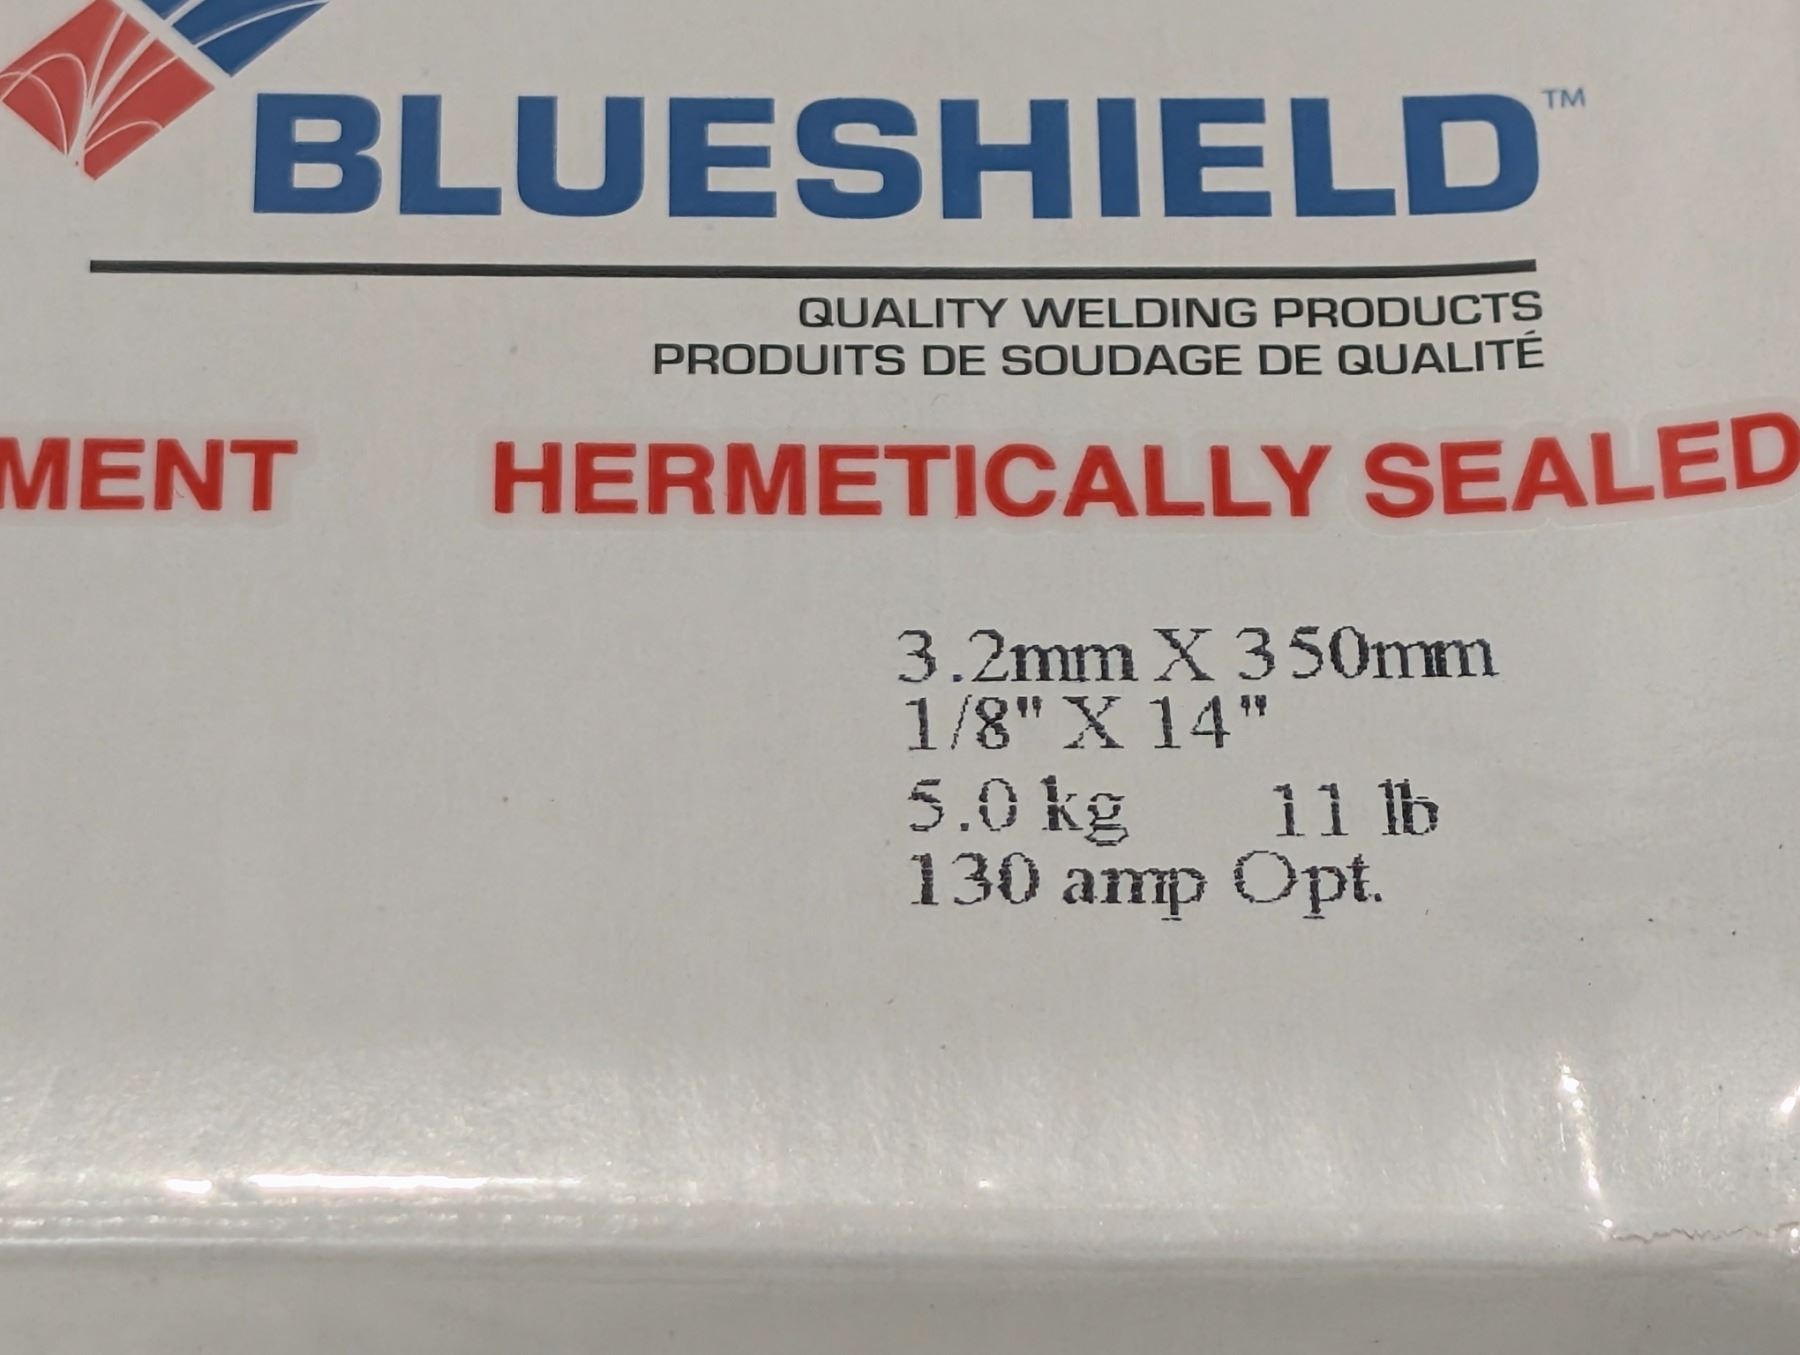 BLUESHIELD™
QUALITY WELDING PRODUCTS
PRODUITS DE SOUDAGE DE QUALITÉ
MENT HERMETICALLY SEALED
3.2mm X 350mm
1/8" X 14"
5.0 kg 11 lb
130 amp Opt.